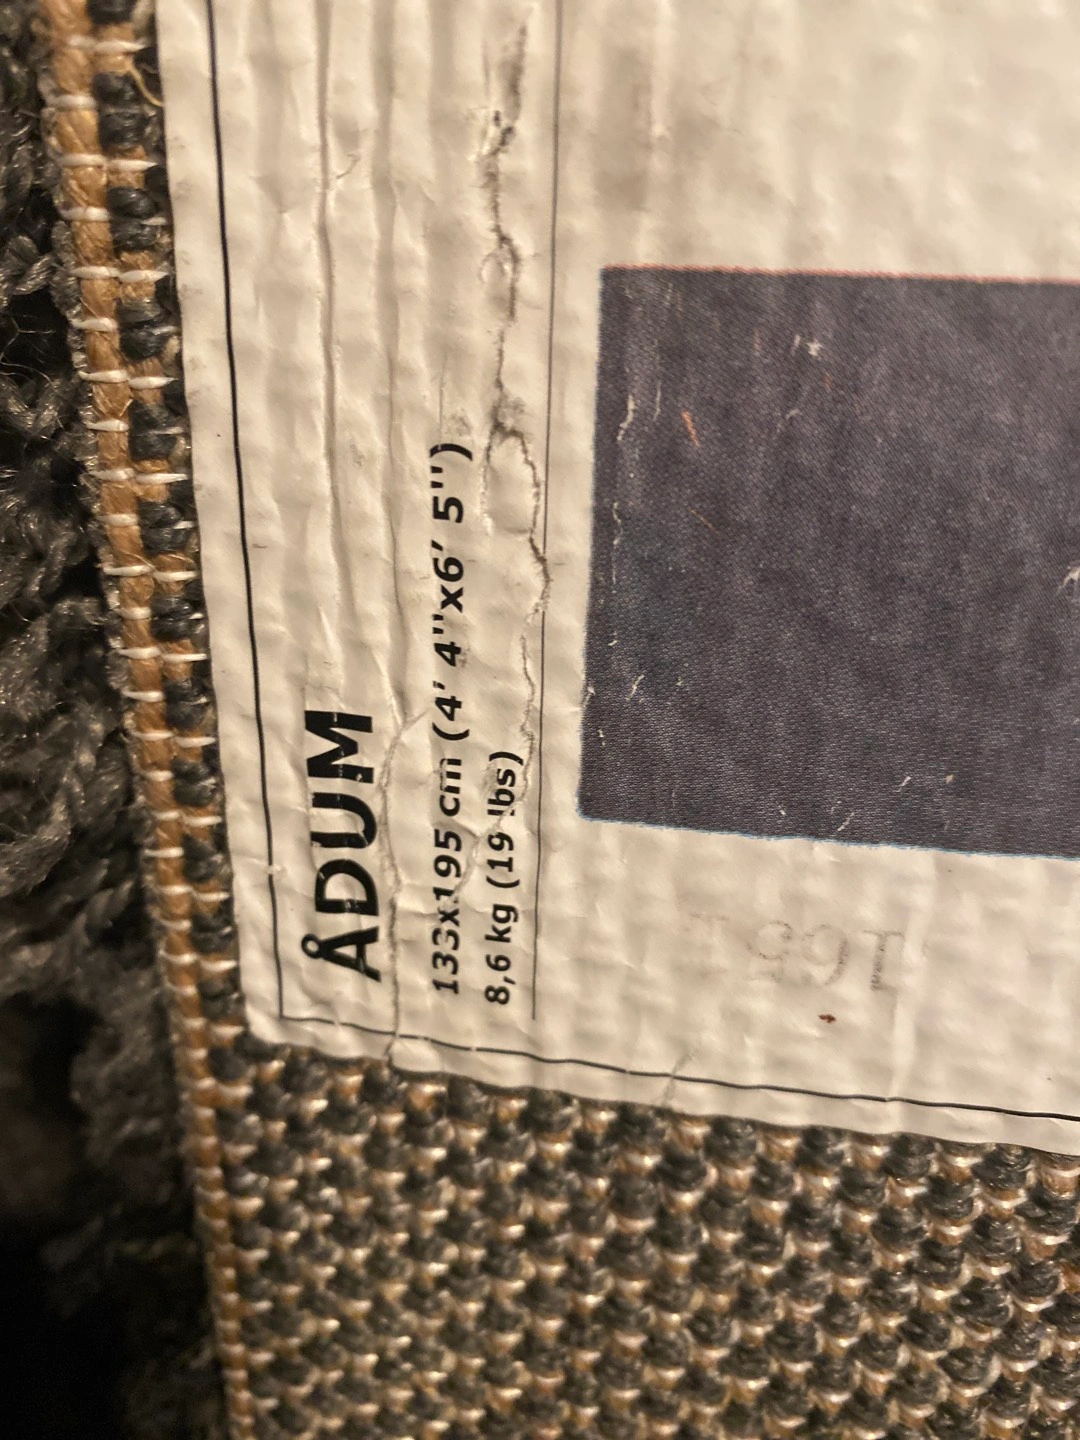 ÅDUM
133x195 cm (4' 4''x6' 5'')
8,6 kg (19 lbs)